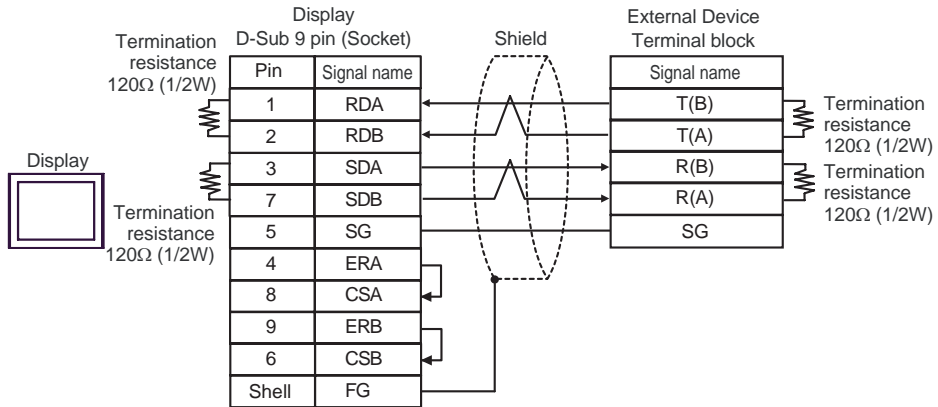 Display
D-Sub 9 pin (Socket)
Shield
External Device
Terminal block
Termination
resistance
120Ω (1/2W)
Pin Signal name
Signal name
1 RDA
T(B)
2 RDB
T(A)
Termination
resistance
120Ω (1/2W)
Display
3 SDA
R(B)
7 SDB
R(A)
Termination
resistance
120Ω (1/2W)
Termination
resistance
120Ω (1/2W)
5 SG
SG
4 ERA
8 CSA
9 ERB
6 CSB
Shell FG